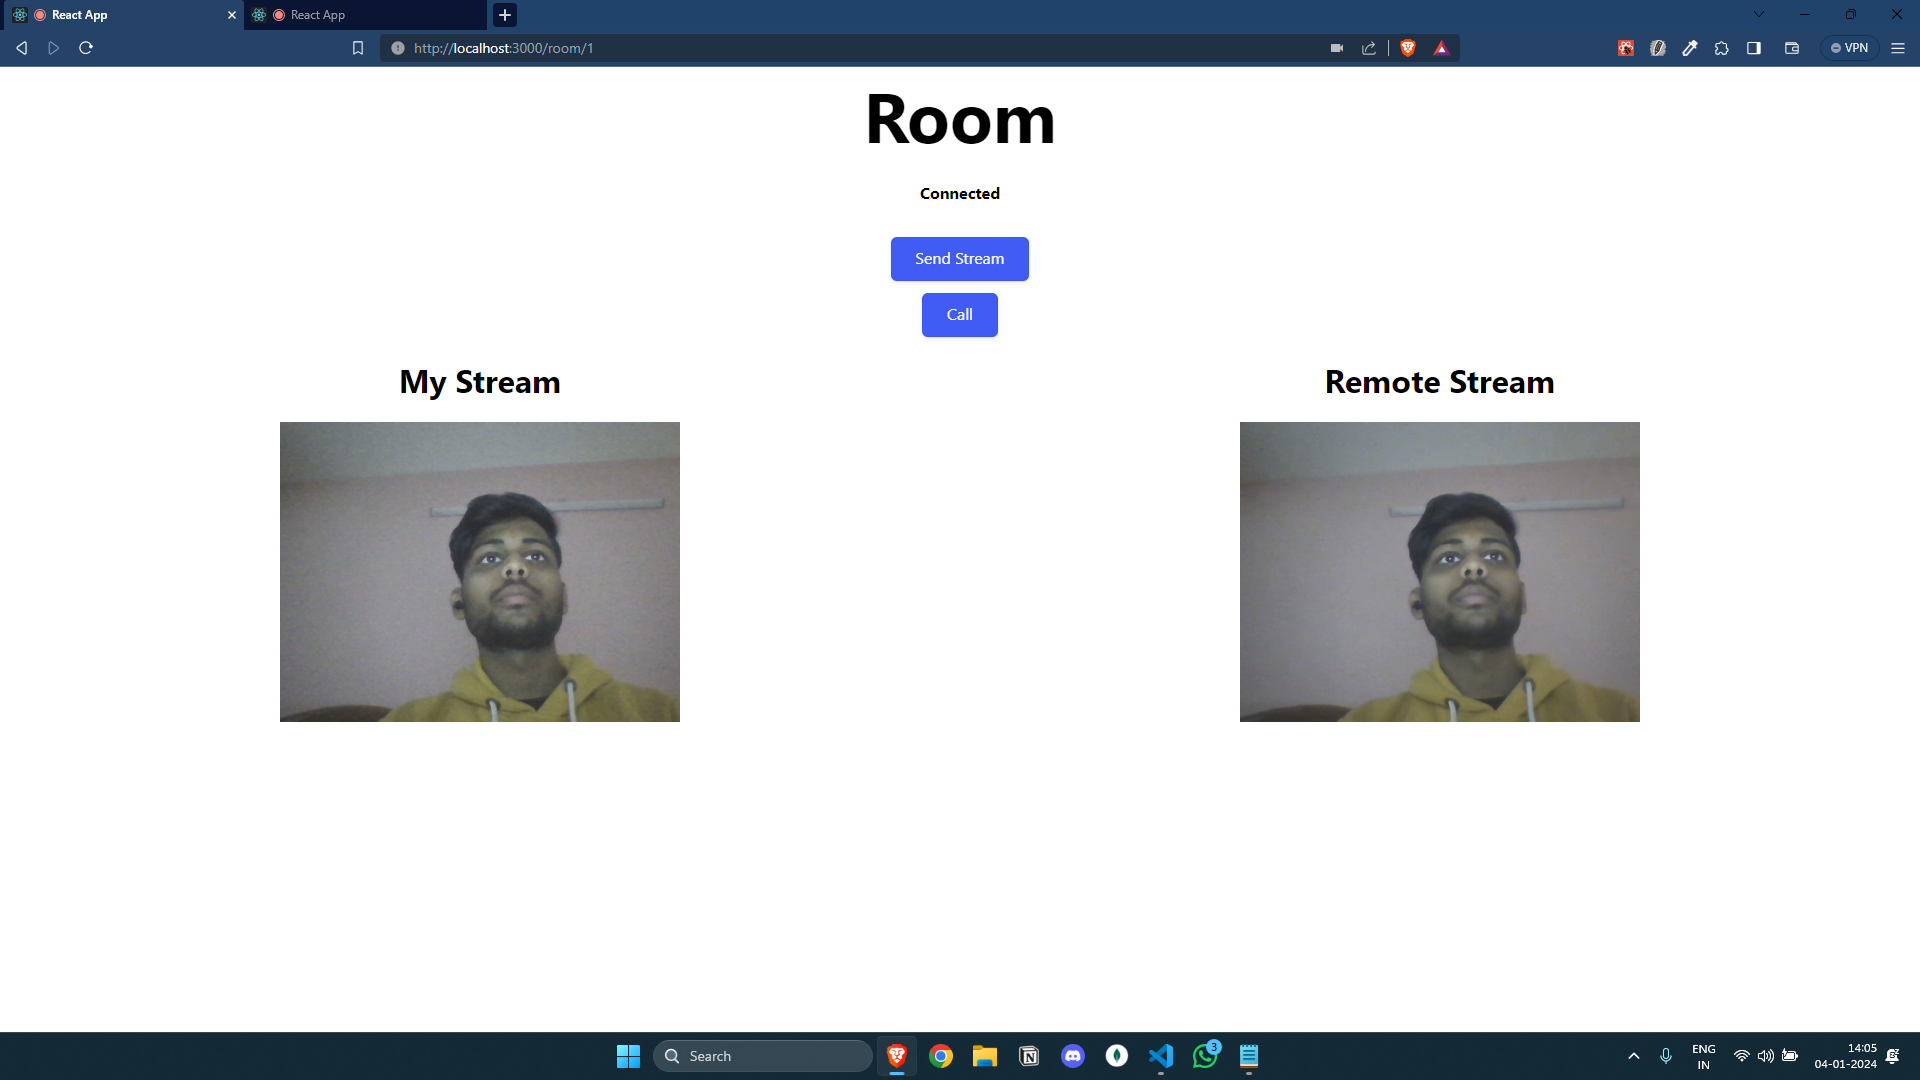 React App
React App
http://localhost:3000/room/1
VPN
Room
Connected
Send Stream
Call
My Stream
Remote Stream
Search
N
3
ENG
IN
14:05
04-01-2024